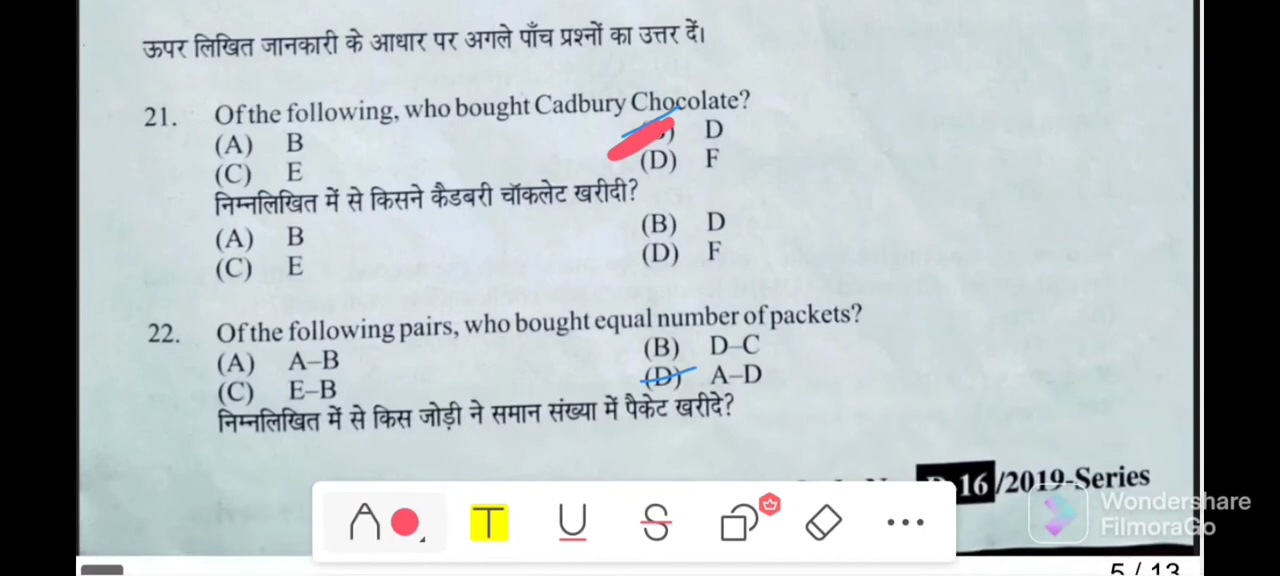 ऊपर लिखित जानकारी के आधार पर अगले पाँच प्रश्नों का उत्तर दें।
21. Of the following, who bought Cadbury Chocolate?
(A) B ) D
(C) E (D) F
निम्नलिखित में से किसने कैडबरी चॉकलेट खरीदी?
(A) B (B) D
(C) E (D) F
22. Of the following pairs, who bought equal number of packets?
(A) A–B (B) D–C
(C) E–B (D) A–D
निम्नलिखित में से किस जोड़ी ने समान संख्या में पैकेट खरीदे?
16/2019-Series
Wondershare
FilmoraGo
T U S
5 / 13